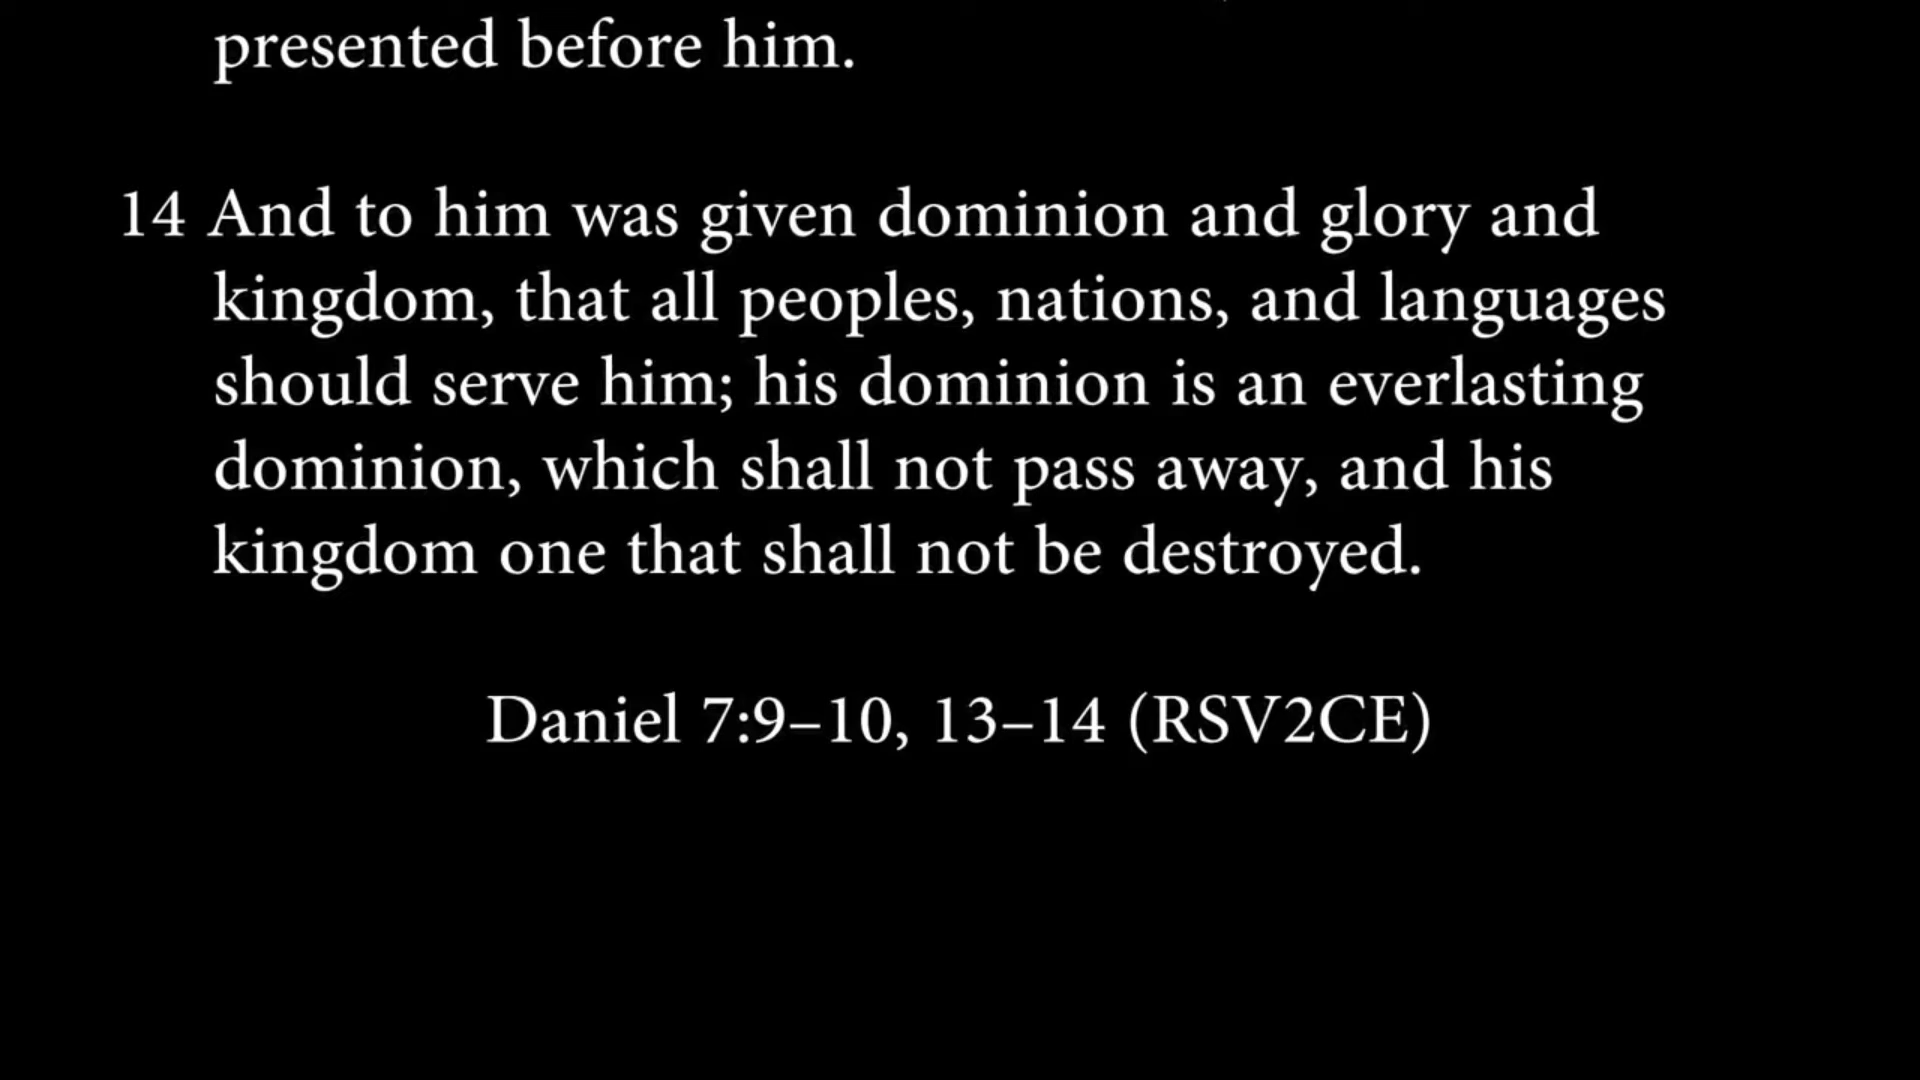 presented before him.
14 And to him was given dominion and glory and
kingdom, that all peoples, nations, and languages
should serve him; his dominion is an everlasting
dominion, which shall not pass away, and his
kingdom one that shall not be destroyed.
Daniel 7:9–10, 13–14 (RSV2CE)